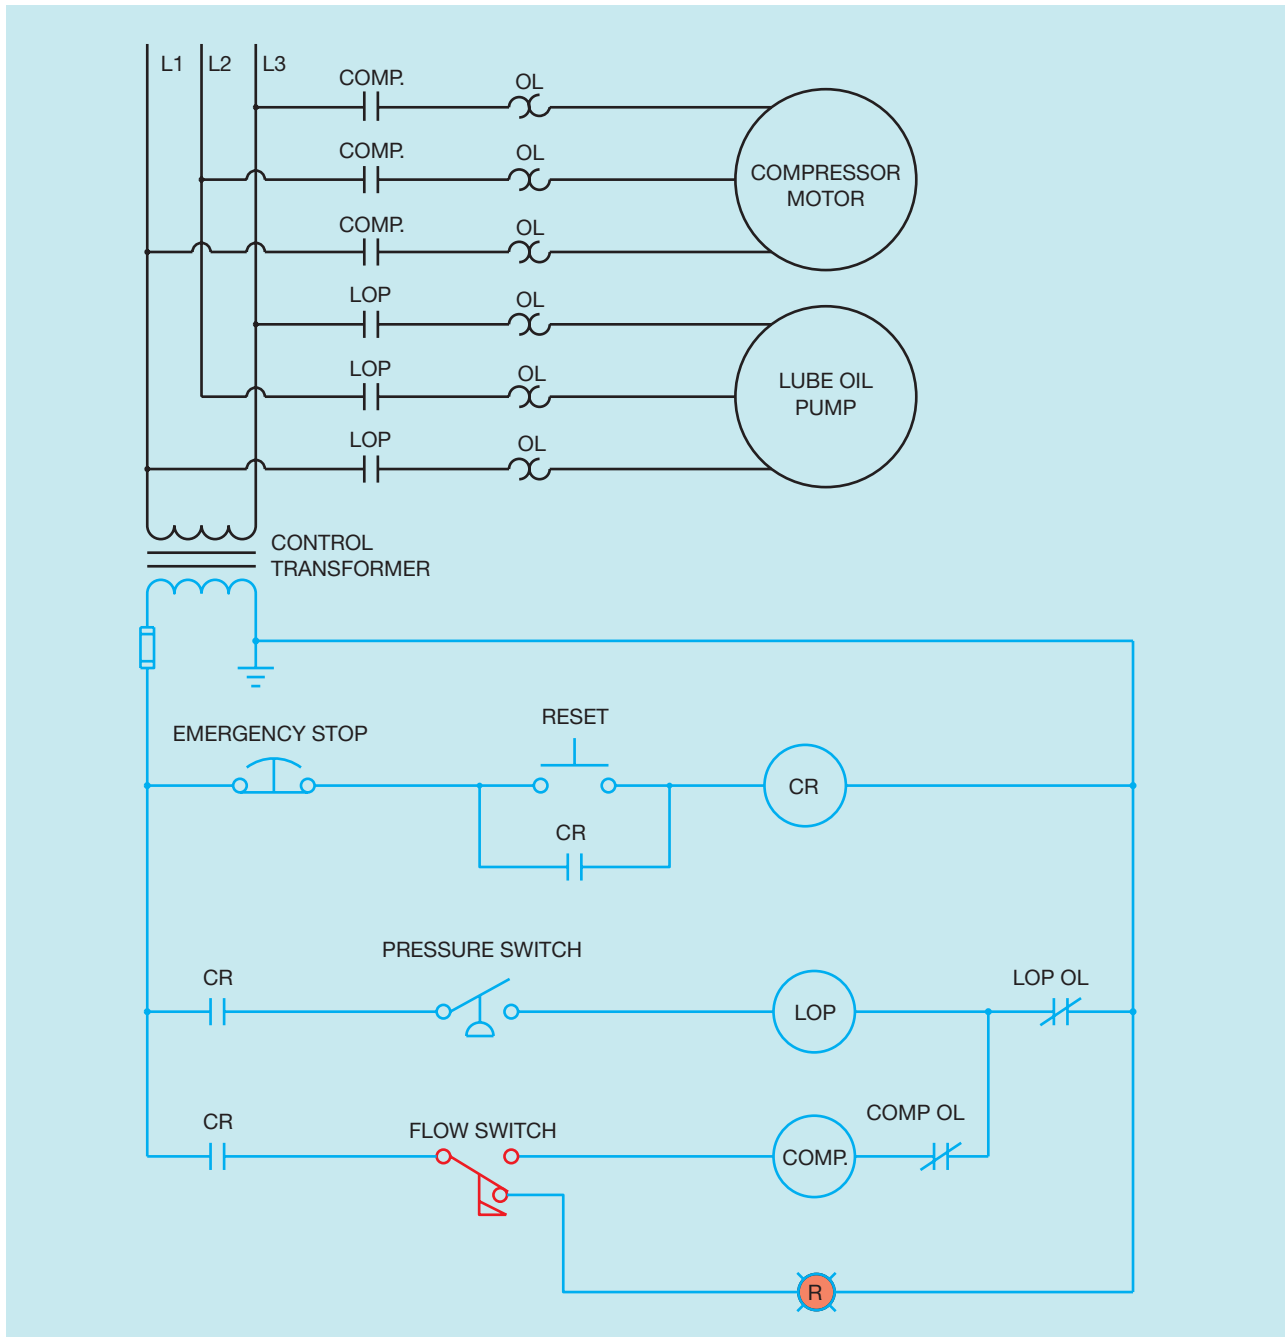 L1 L2 L3
COMP. OL
COMP. OL
COMPRESSOR
MOTOR
COMP. OL
LOP OL
LOP OL
LUBE OIL
PUMP
LOP OL
CONTROL
TRANSFORMER
EMERGENCY STOP
RESET
CR
CR
PRESSURE SWITCH
CR
LOP
LOP OL
CR
FLOW SWITCH
COMP.
COMP OL
R